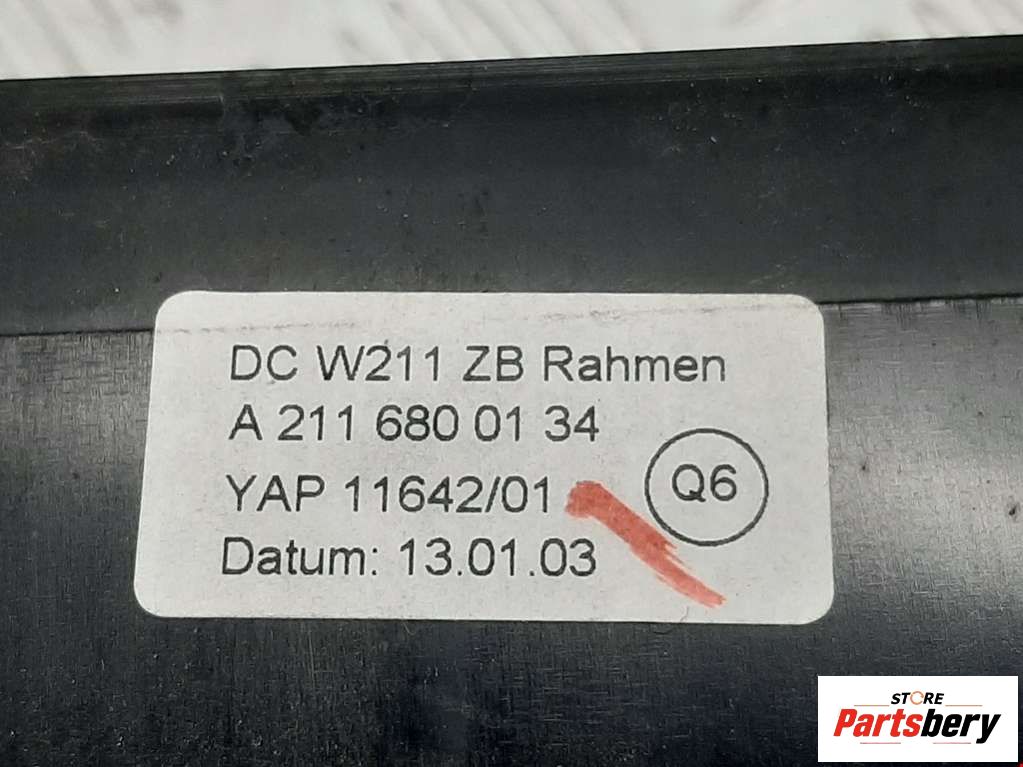 DC W211 ZB Rahmen
A 211 680 01 34
YAP 11642/01
Q6
Datum: 13.01.03
STORE
Partsbery